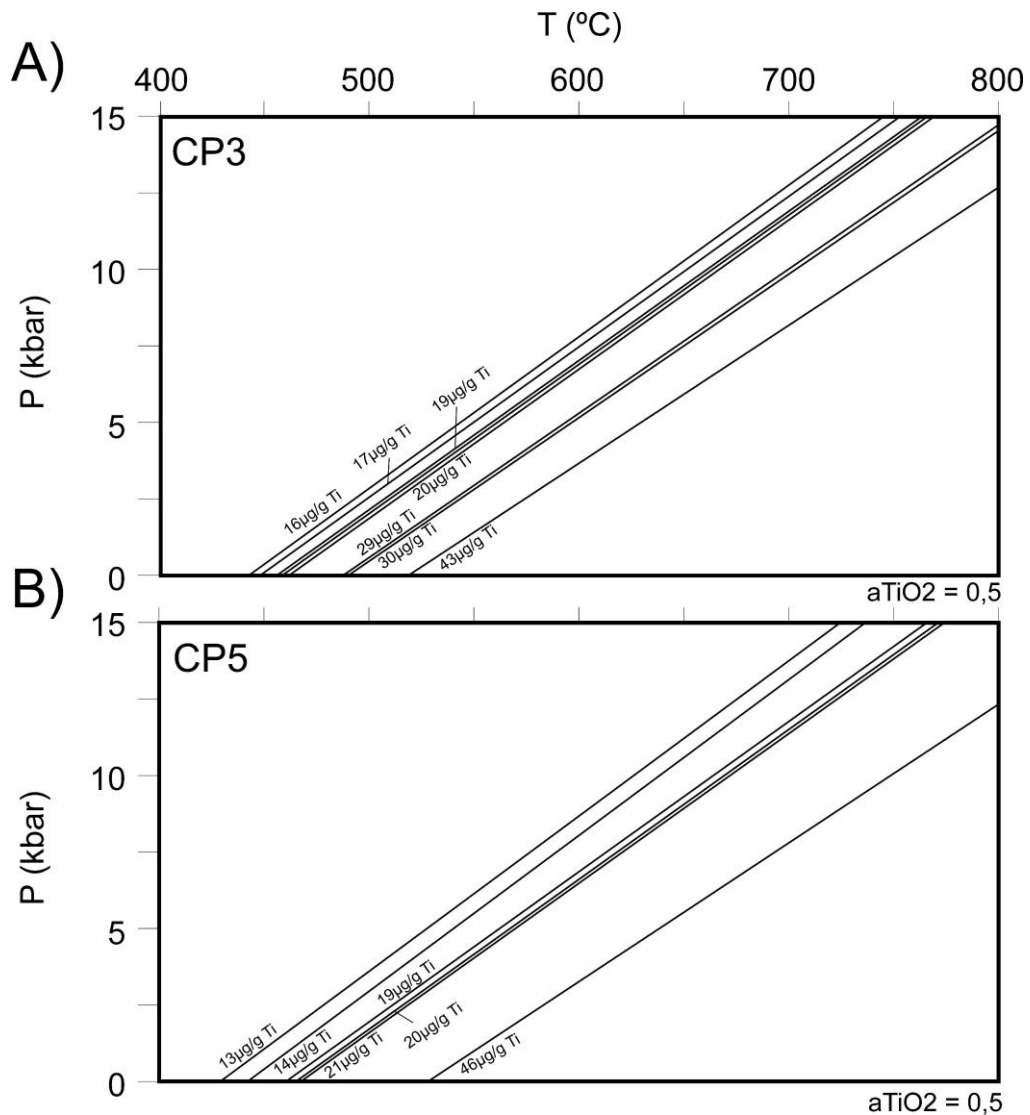 T (ºC)
A)
400 500 600 700 800
15
CP3
10
P (kbar)
5
0
19µg/g Ti
17µg/g Ti
20µg/g Ti
16µg/g Ti
29µg/g Ti
30µg/g Ti
43µg/g Ti
aTiO2 = 0,5
B)
15
CP5
10
P (kbar)
5
0
19µg/g Ti
20µg/g Ti
13µg/g Ti
14µg/g Ti
21µg/g Ti
46µg/g Ti
aTiO2 = 0,5